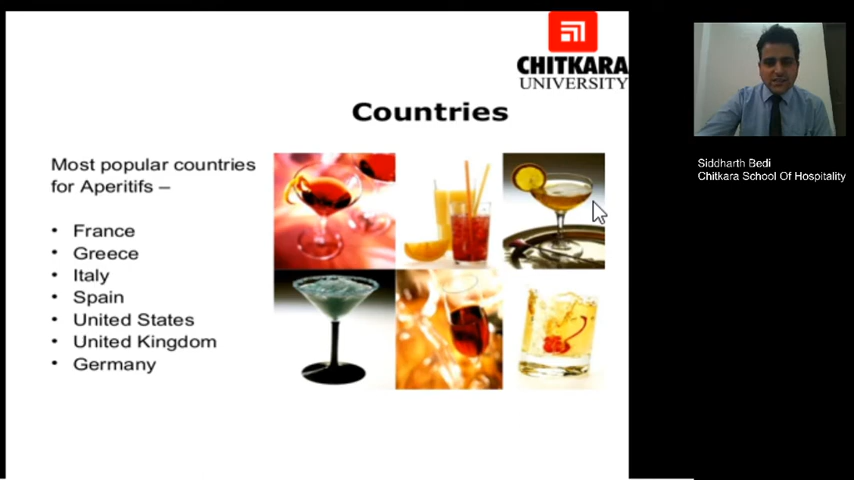 CHITKARA
UNIVERSITY
Countries
Most popular countries
for Aperitifs –
• France
• Greece
• Italy
• Spain
• United States
• United Kingdom
• Germany
Siddharth Bedi
Chitkara School Of Hospitality